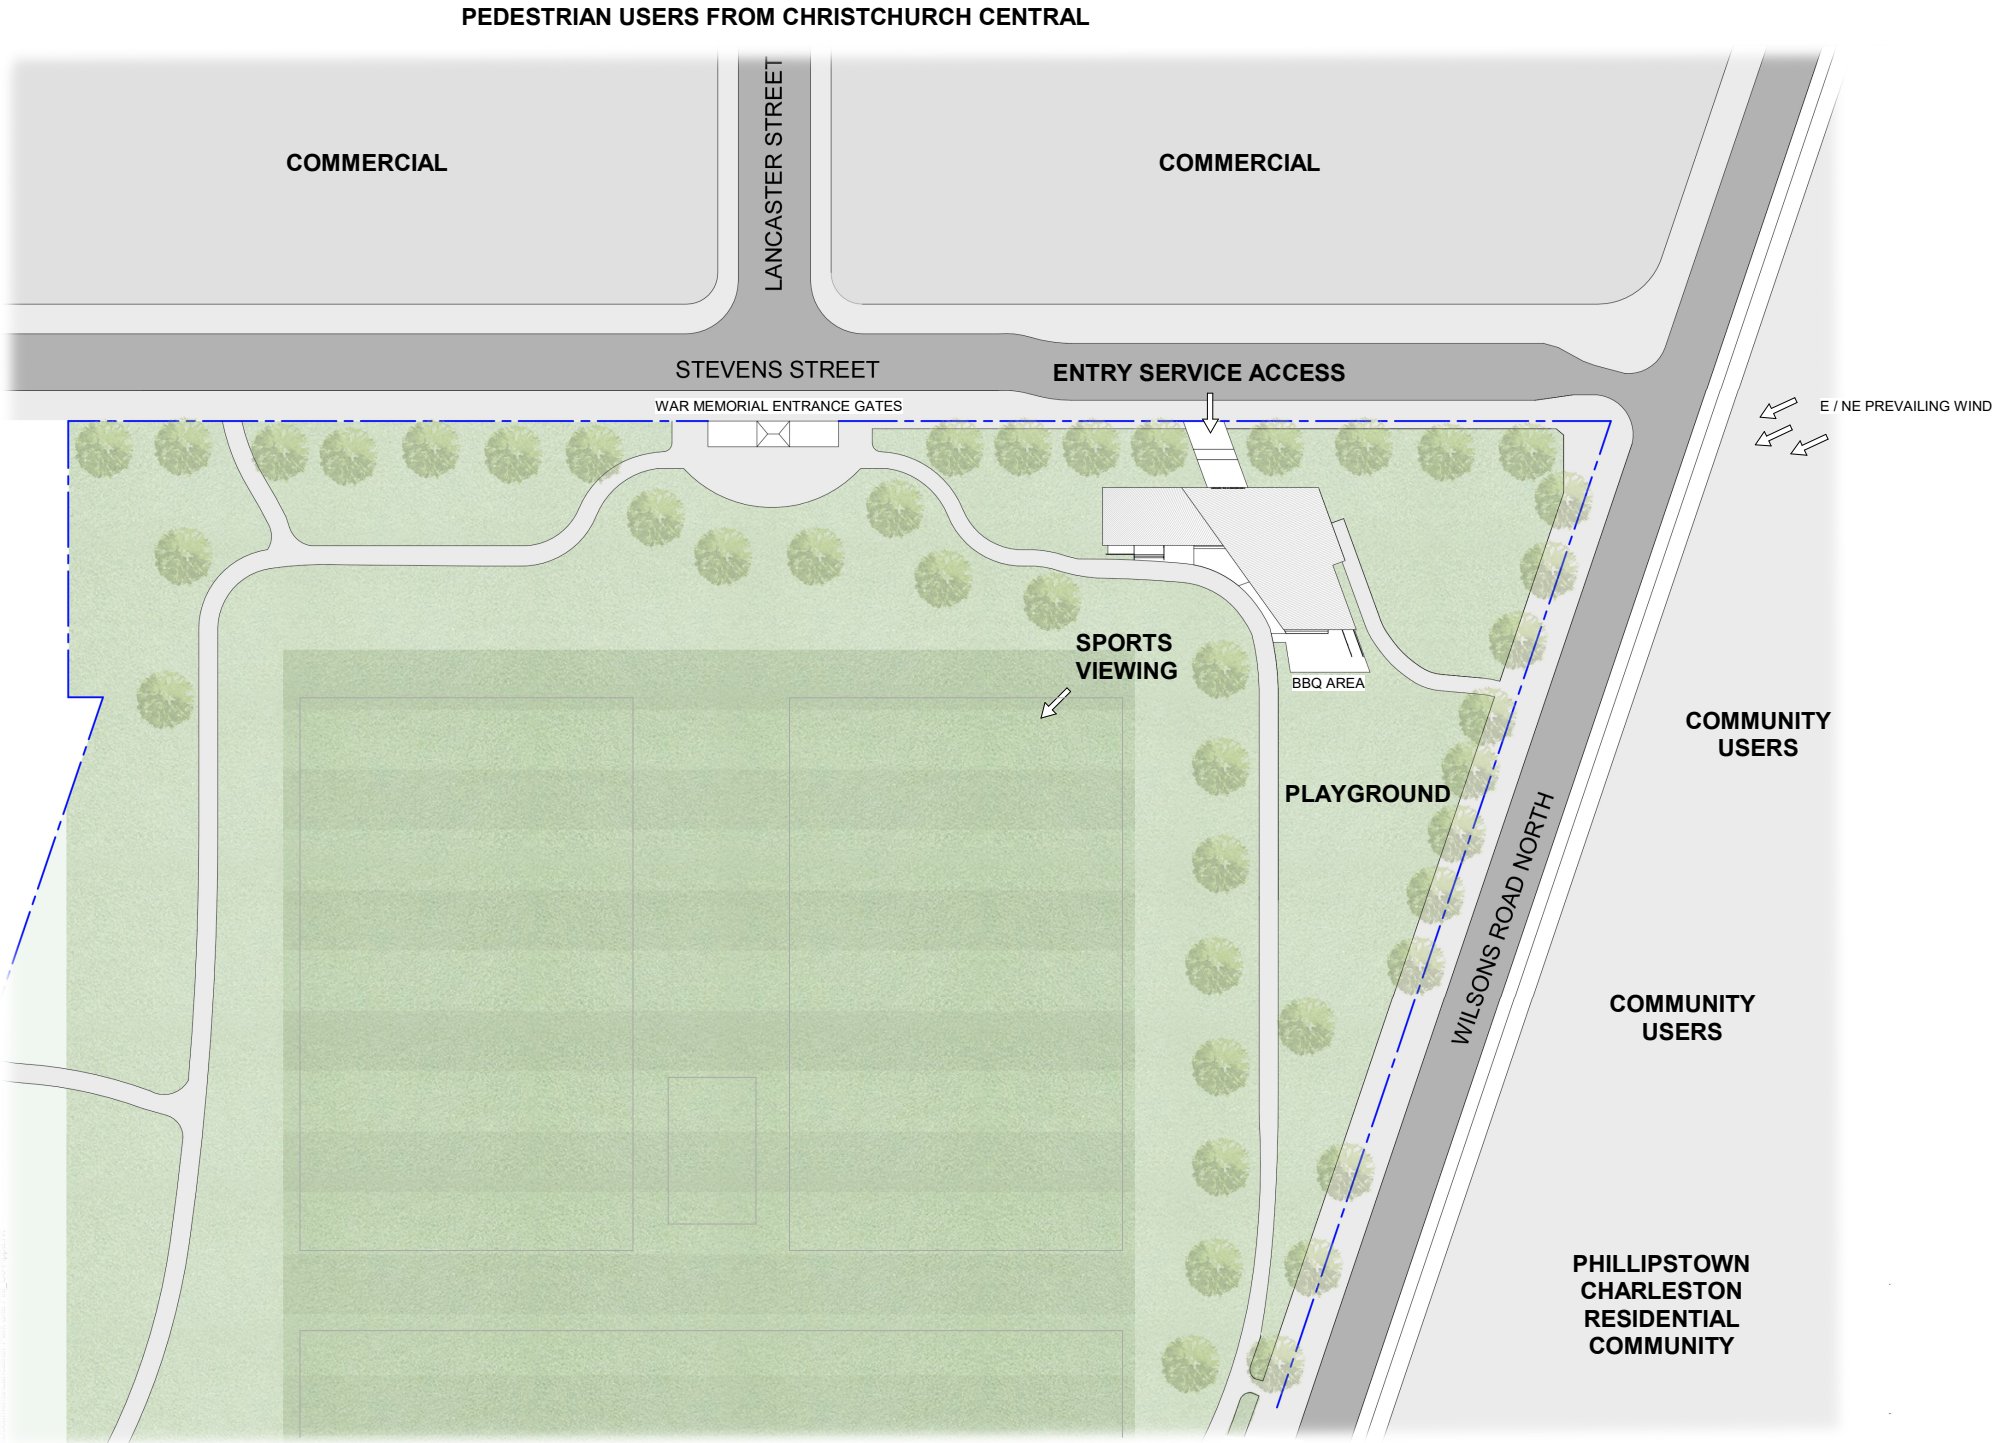 PEDESTRIAN USERS FROM CHRISTCHURCH CENTRAL
COMMERCIAL
LANCASTER STREET
COMMERCIAL
STEVENS STREET
ENTRY SERVICE ACCESS
WAR MEMORIAL ENTRANCE GATES
E / NE PREVAILING WIND
SPORTS
VIEWING
BBQ AREA
COMMUNITY
USERS
PLAYGROUND
WILSONS ROAD NORTH
COMMUNITY
USERS
PHILLIPSTOWN
CHARLESTON
RESIDENTIAL
COMMUNITY